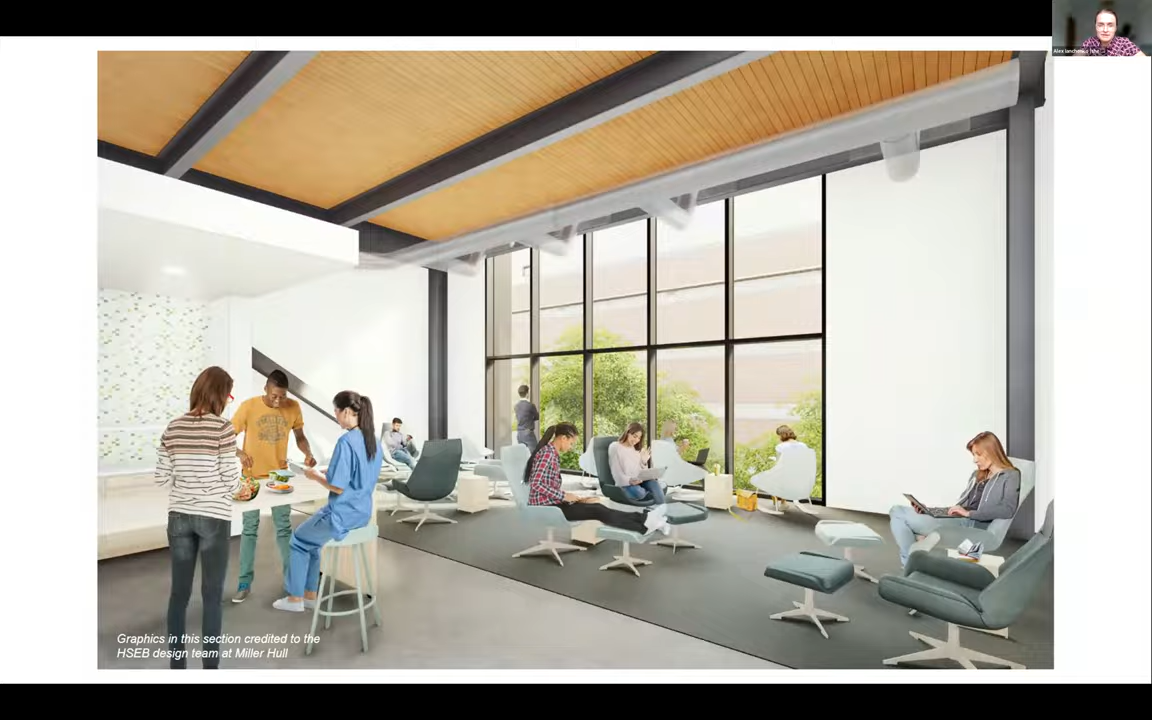 Graphics in this section credited to the
HSEB design team at Miller Hull